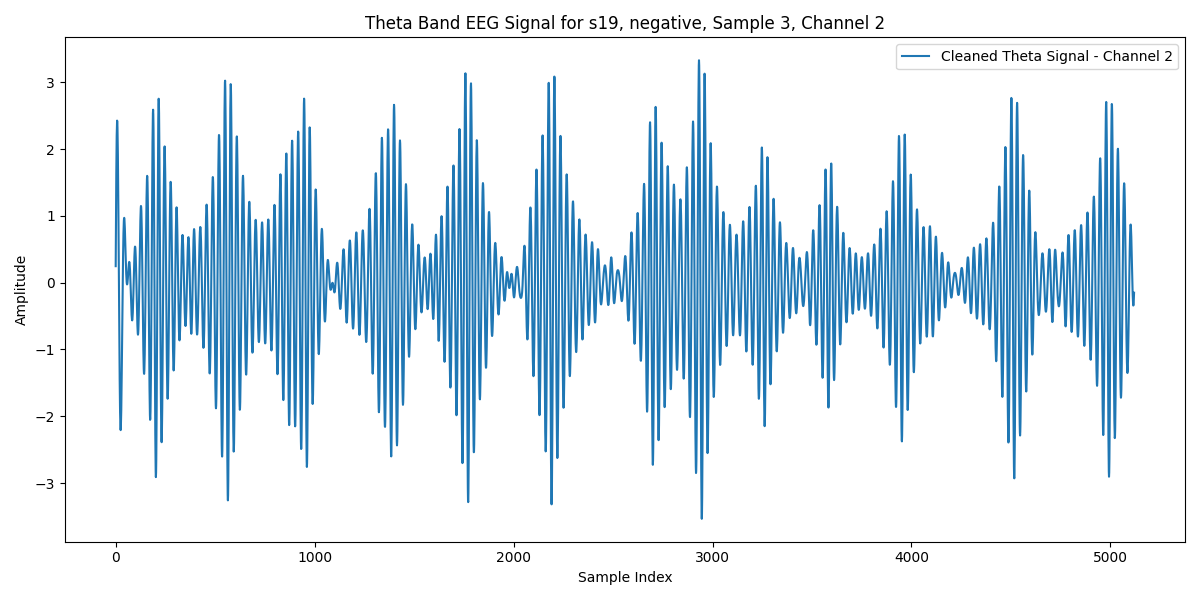 Theta Band EEG Signal for s19, negative, Sample 3, Channel 2
Cleaned Theta Signal - Channel 2
Amplitude
3
2
1
0
−1
−2
−3
0 1000 2000 3000 4000 5000
Sample Index